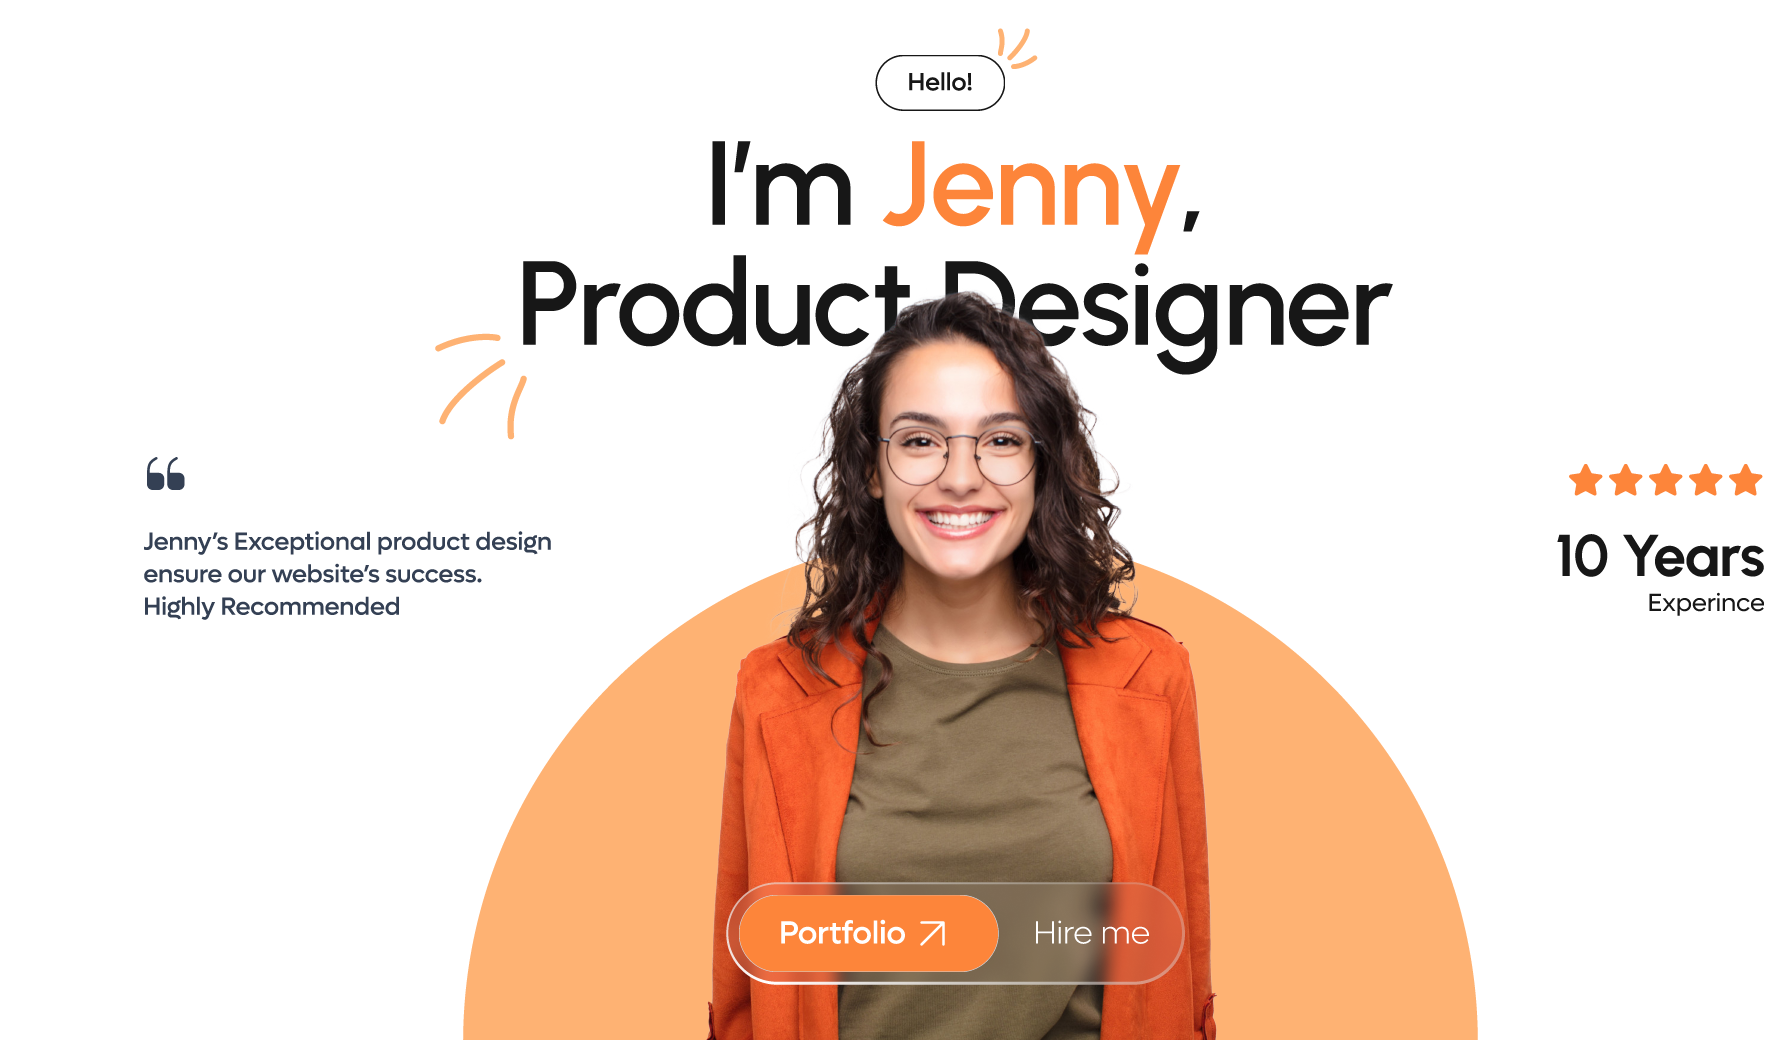 Hello!
I'm Jenny,
Product Designer
Jenny's Exceptional product design
ensure our website's success.
Highly Recommended
10 Years
Experince
Portfolio
Hire me